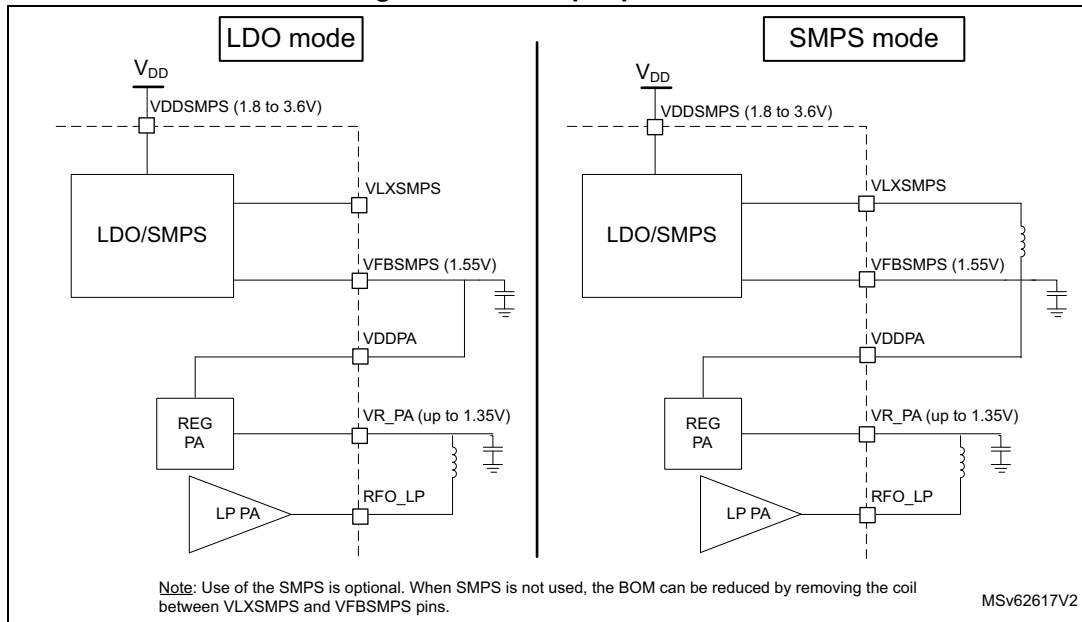 LDO mode
VDD
VDDSMPS (1.8 to 3.6V)
LDO/SMPS
VLXSMPS
VFBSMPS (1.55V)
VDDPA
REG
PA
VR_PA (up to 1.35V)
LP PA
RFO_LP
SMPS mode
VDD
VDDSMPS (1.8 to 3.6V)
LDO/SMPS
VLXSMPS
VFBSMPS (1.55V)
VDDPA
REG
PA
VR_PA (up to 1.35V)
LP PA
RFO_LP
Note: Use of the SMPS is optional. When SMPS is not used, the BOM can be reduced by removing the coil
between VLXSMPS and VFBSMPS pins.
MSv62617V2